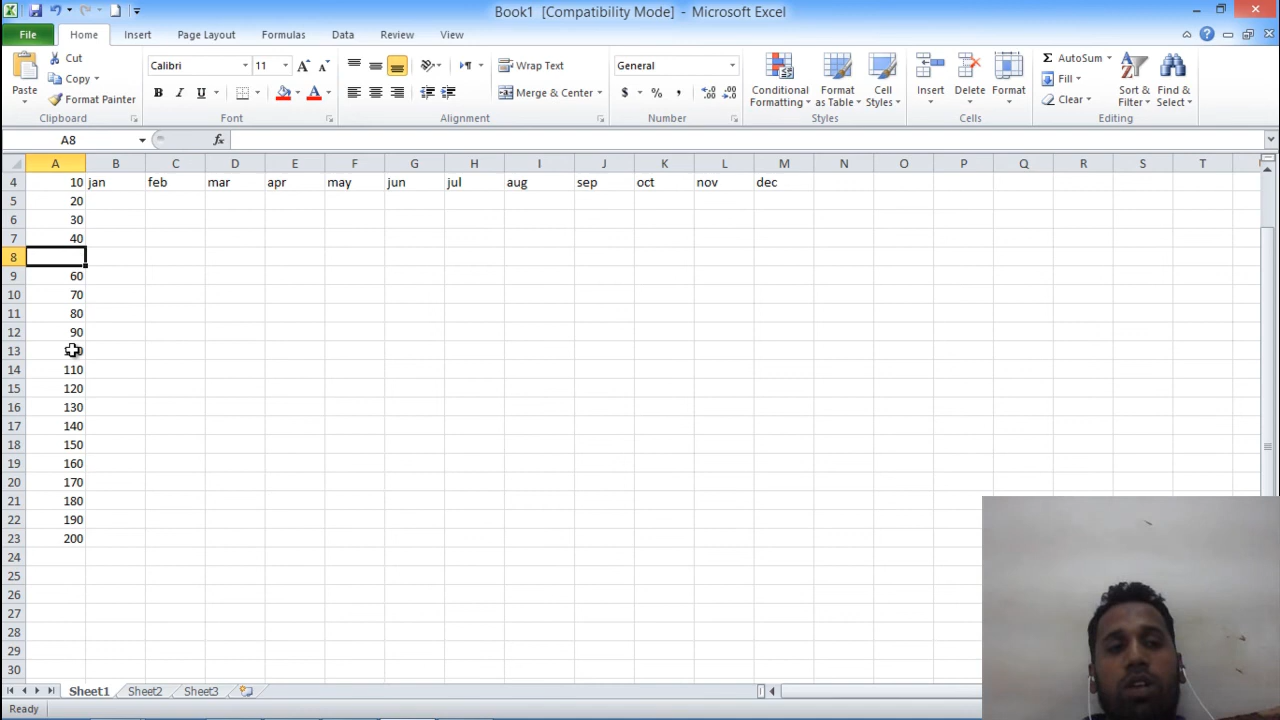 Book1 [Compatibility Mode] - Microsoft Excel
File Home Insert Page Layout Formulas Data Review View
Paste
Cut
Copy
Format Painter
Clipboard
Calibri 11
B I U
Font
Wrap Text
Merge & Center
Alignment
General
$ % ,
Number
Conditional Formatting
Format as Table
Cell Styles
Styles
Insert Delete Format
Cells
Σ AutoSum
Fill
Clear
Sort & Filter
Find & Select
Editing
A8 fx
A B C D E F G H I J K L M N O P Q R S T
4 10 jan feb mar apr may jun jul aug sep oct nov dec
5 20
6 30
7 40
8
9 60
10 70
11 80
12 90
13
14 110
15 120
16 130
17 140
18 150
19 160
20 170
21 180
22 190
23 200
24
25
26
27
28
29
30
Sheet1 Sheet2 Sheet3
Ready